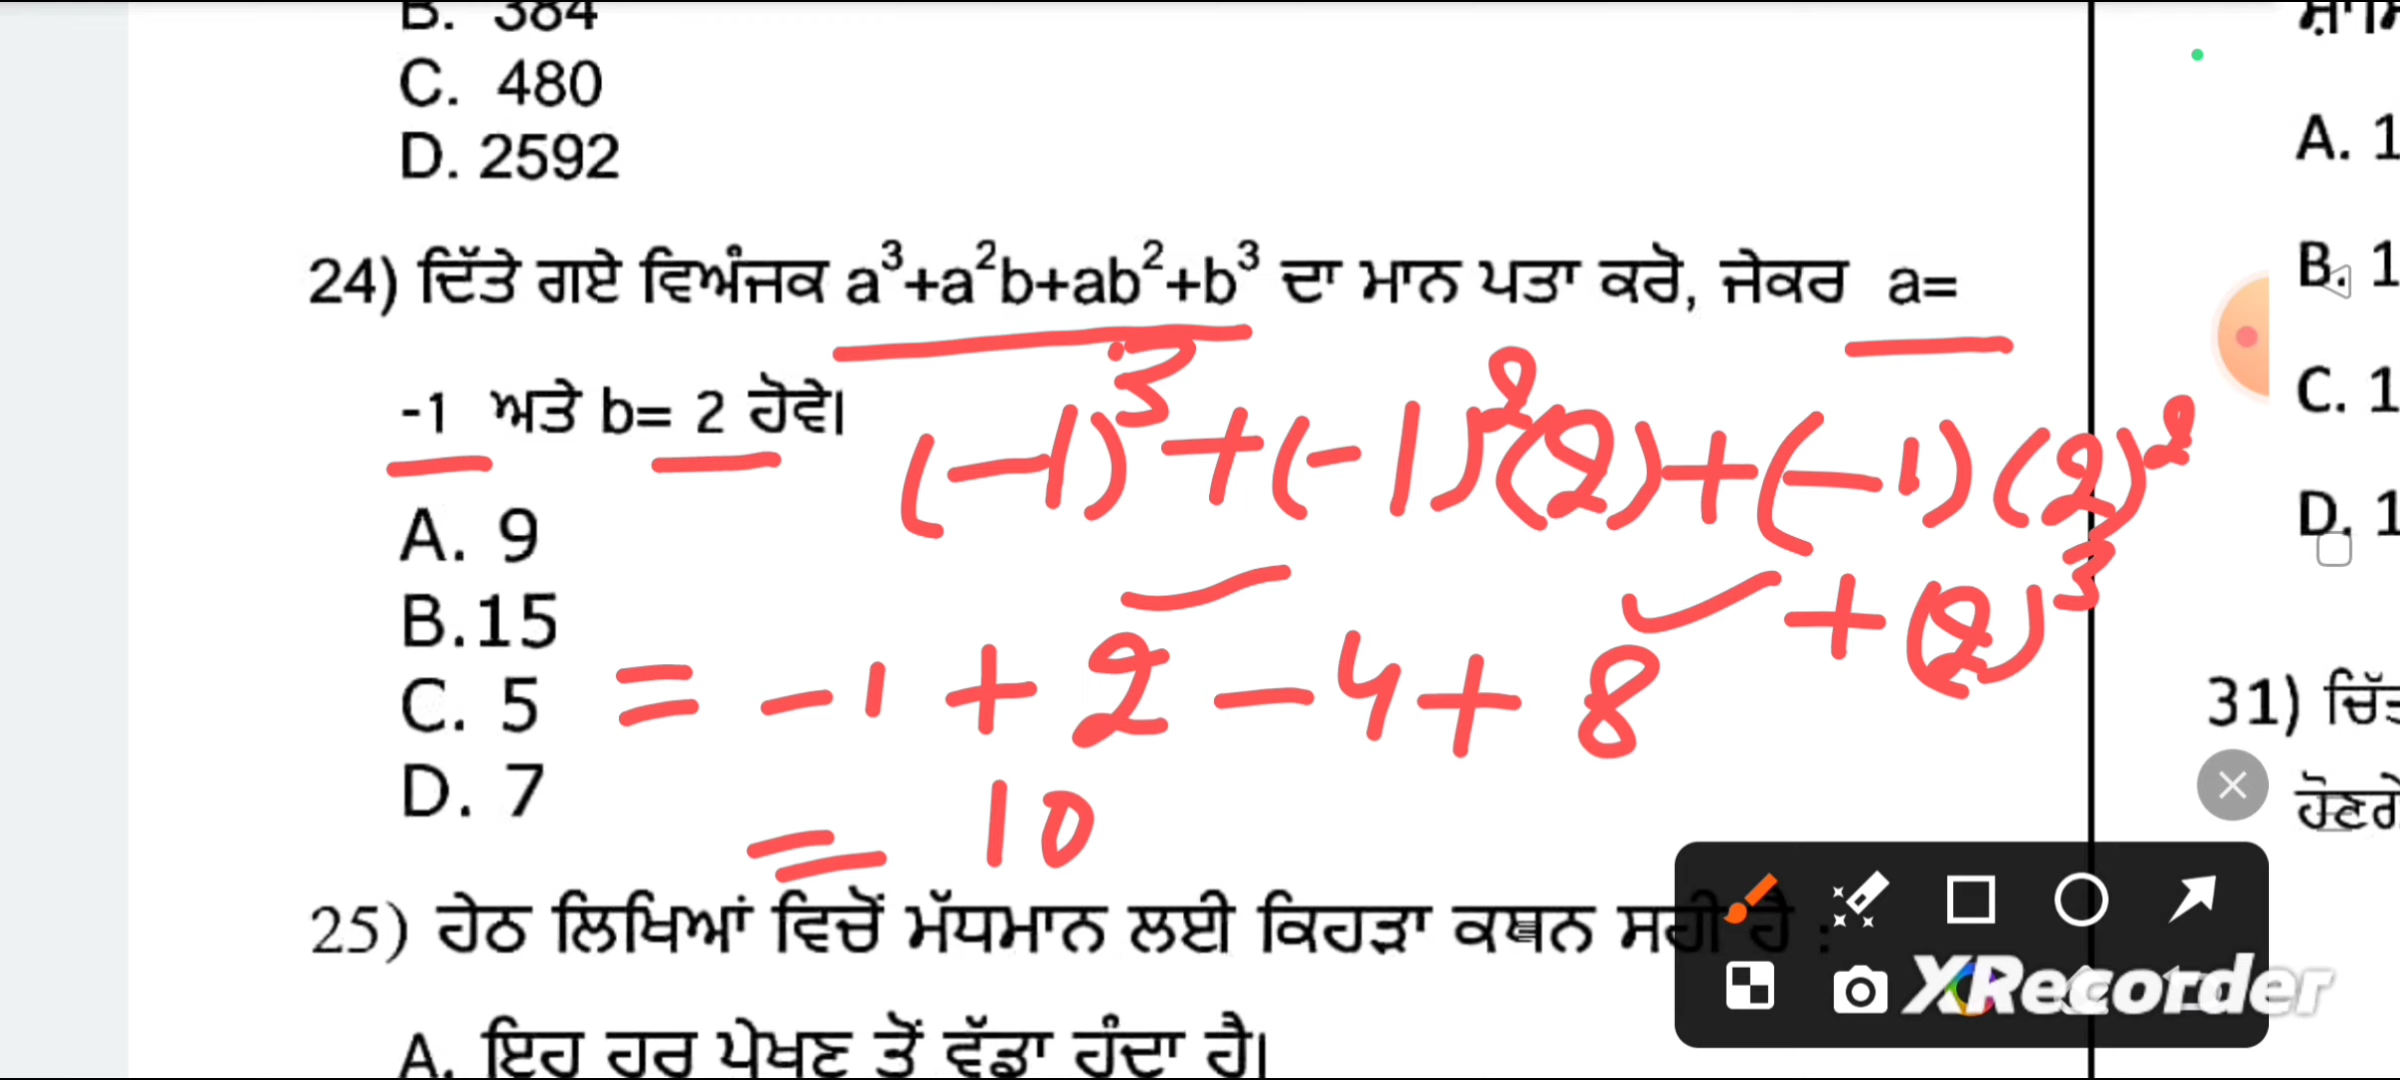 B. 384
C. 480
D. 2592
24) ਦਿੱਤੇ ਗਏ ਵਿਅੰਜਕ a³+a²b+ab²+b³ ਦਾ ਮਾਨ ਪਤਾ ਕਰੋ, ਜੇਕਰ a=
-1 ਅਤੇ b= 2 ਹੋਵੇ।
(-1)³+(-1)²(2)+(-1)(2)²
+(2)³
A. 9
B.15
C. 5
D. 7
= -1 + 2 - 4 + 8
= 10
25) ਹੇਠ ਲਿਖਿਆਂ ਵਿਚੋਂ ਮੱਧਮਾਨ ਲਈ ਕਿਹੜਾ ਕਥਨ ਸਹੀ ਹੈ :
A. ਇਹ ਹਰ ਪ੍ਰੇਖਣ ਤੋਂ ਵੱਡਾ ਹੁੰਦਾ ਹੈ।
A. 1
B. 1
C. 1
D. 1
31)
XRecorder